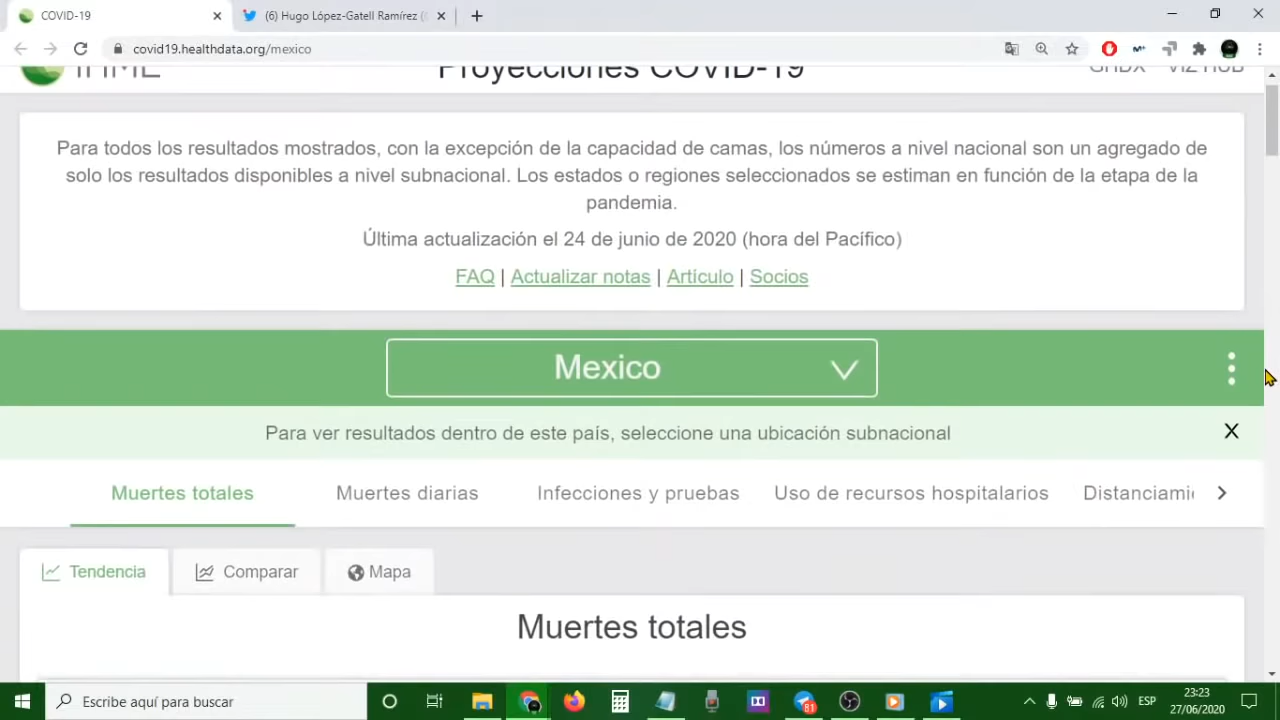 COVID-19
(6) Hugo López-Gatell Ramírez (
covid19.healthdata.org/mexico
IHME
Proyecciones COVID-19
GHDX VIZ HUB
Para todos los resultados mostrados, con la excepción de la capacidad de camas, los números a nivel nacional son un agregado de
solo los resultados disponibles a nivel subnacional. Los estados o regiones seleccionados se estiman en función de la etapa de la
pandemia.
Última actualización el 24 de junio de 2020 (hora del Pacífico)
FAQ | Actualizar notas | Artículo | Socios
Mexico
Para ver resultados dentro de este país, seleccione una ubicación subnacional
X
Muertes totales Muertes diarias Infecciones y pruebas Uso de recursos hospitalarios Distanciami
Tendencia Comparar Mapa
Muertes totales
Escribe aquí para buscar
81
ESP
23:23
27/06/2020